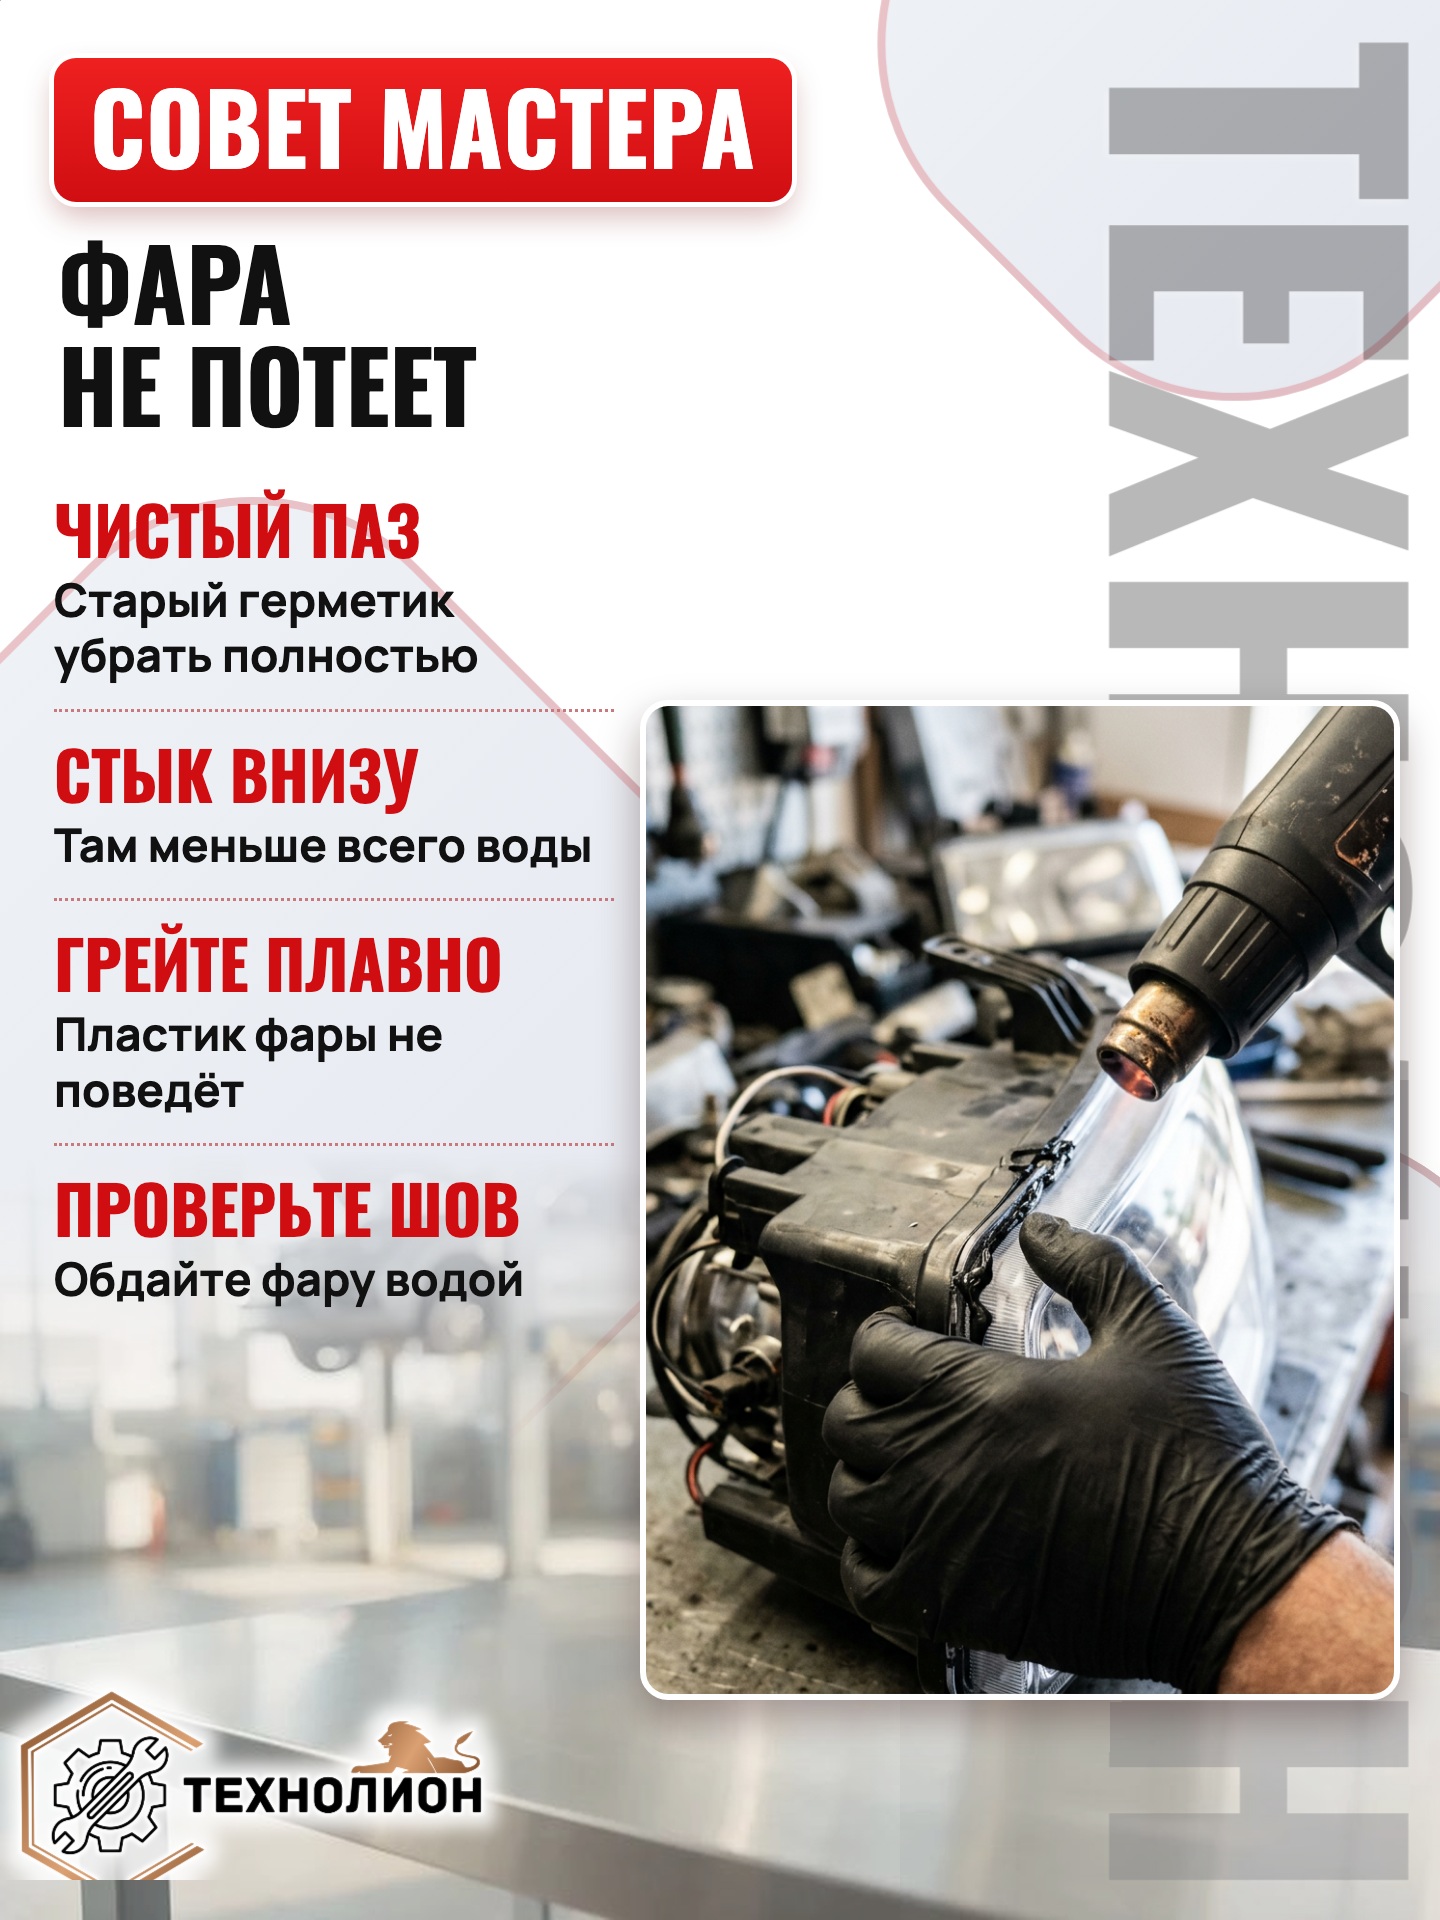 СОВЕТ МАСТЕРА
ФАРА
НЕ ПОТЕЕТ
ЧИСТЫЙ ПАЗ
Старый герметик
убрать полностью
СТЫК ВНИЗУ
Там меньше всего воды
ГРЕЙТЕ ПЛАВНО
Пластик фары не
поведёт
ПРОВЕРЬТЕ ШОВ
Обдайте фару водой
ТЕХНОЛИОН